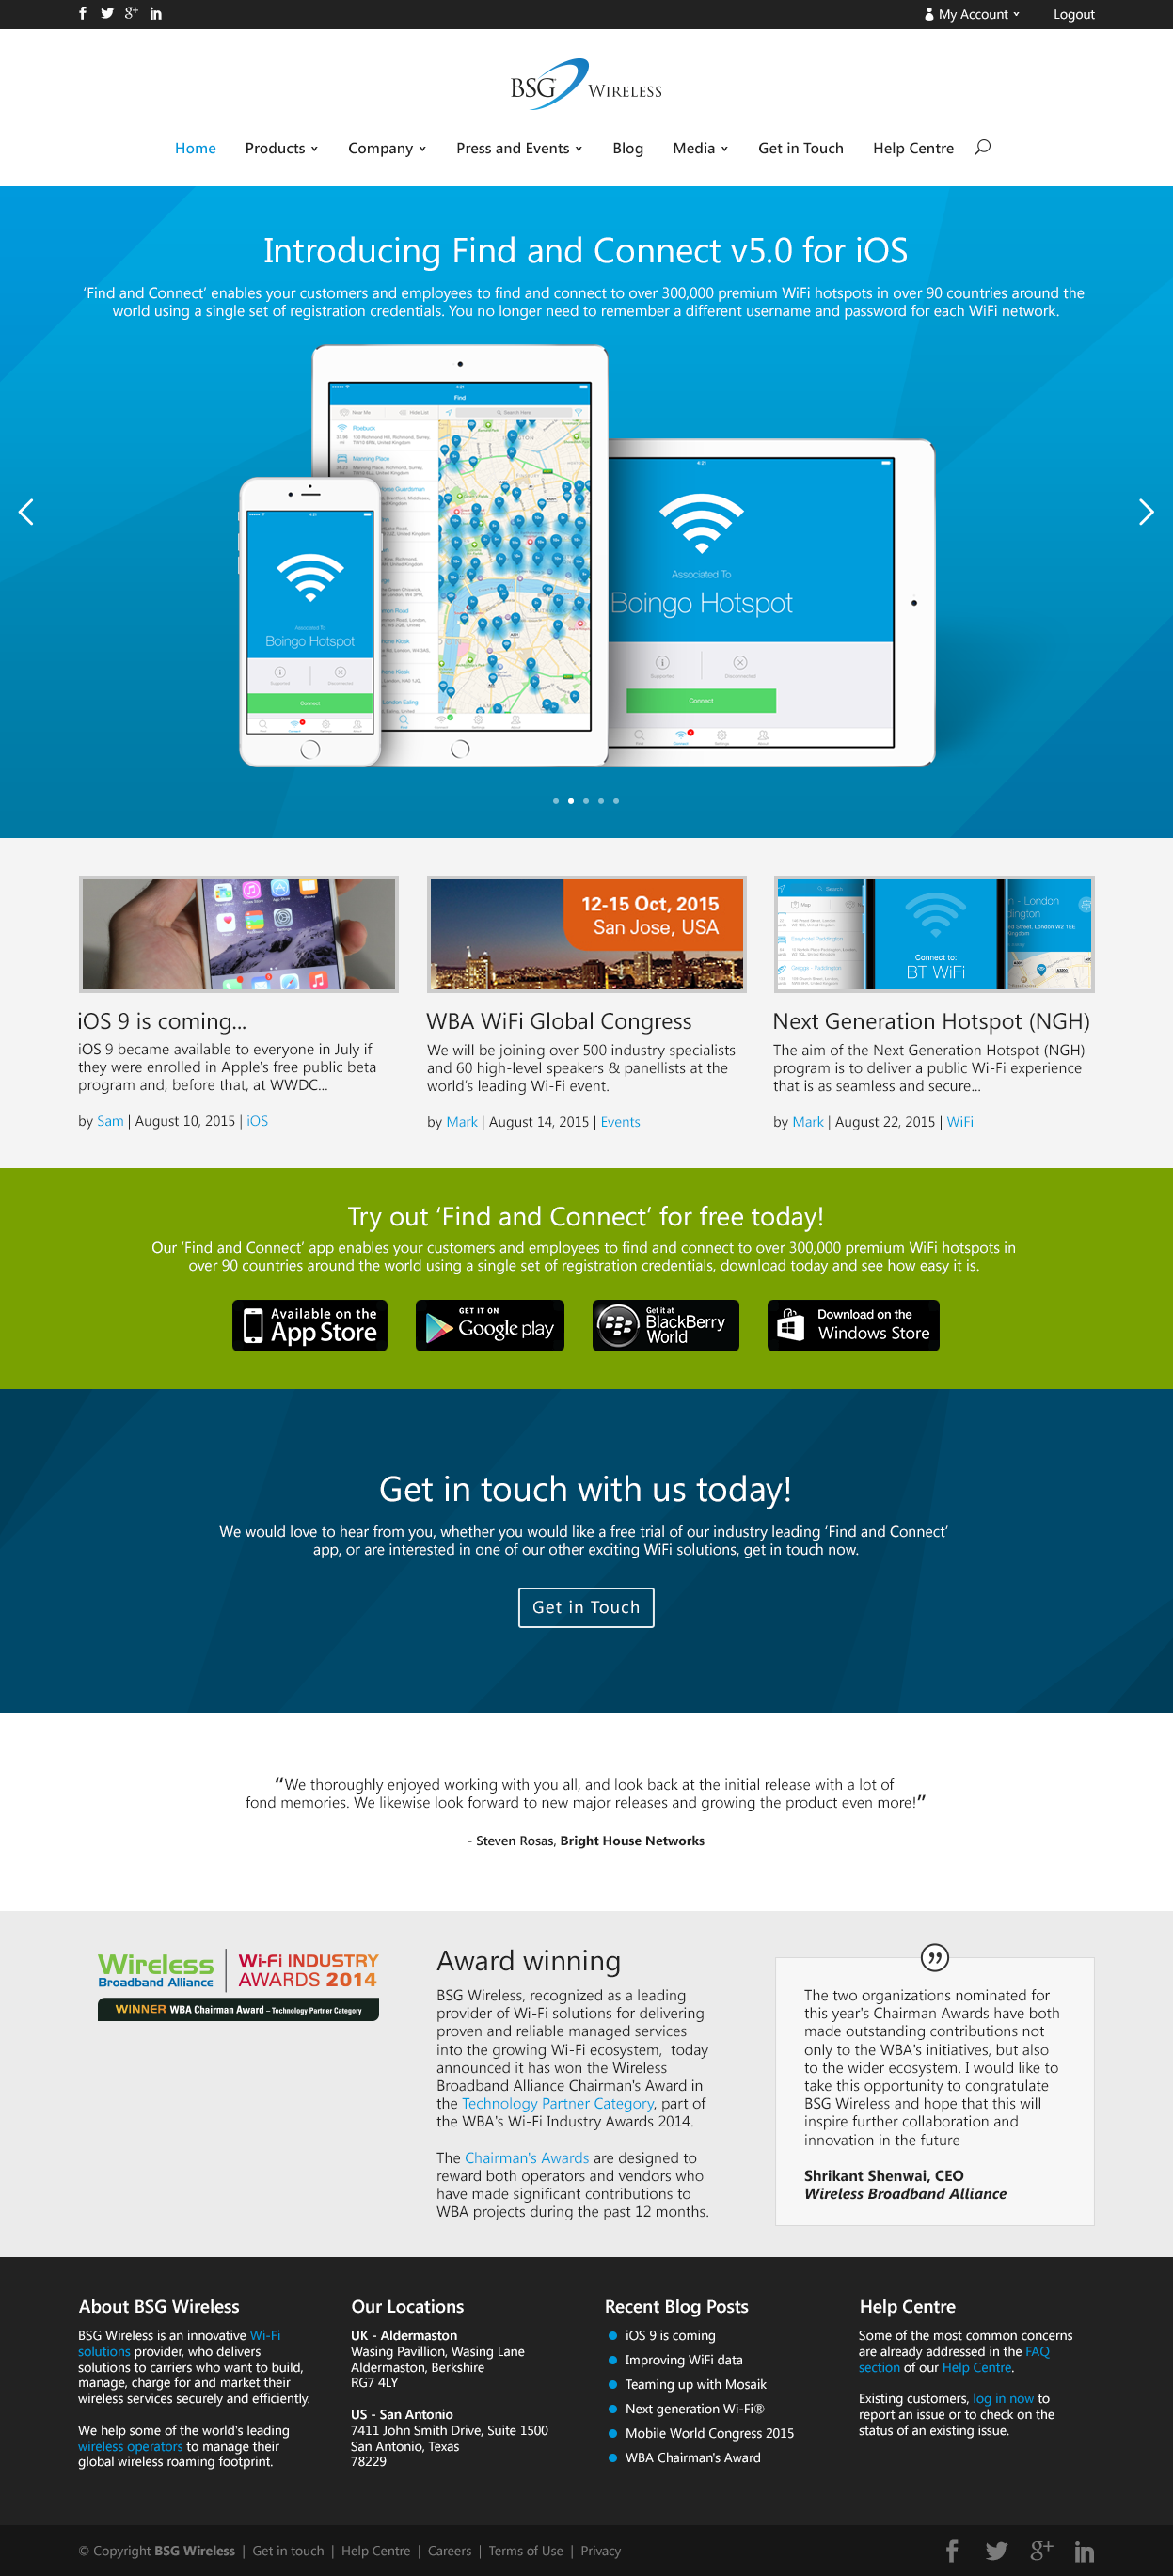 My Account
Logout
BSG WIRELESS
Home
Products
Company
Press and Events
Blog
Media
Get in Touch
Help Centre
Introducing Find and Connect v5.0 for iOS
‘Find and Connect’ enables your customers and employees to find and connect to over 300,000 premium WiFi hotspots in over 90 countries around the
world using a single set of registration credentials. You no longer need to remember a different username and password for each WiFi network.
4:21
Find
Near Me
Hide List
Search Here
Roebuck
Manning Place
Associated To
Boingo Hotspot
Supported
Disconnected
Connect
4:21
Associated To
Boingo Hotspot
Supported
Disconnected
Connect
12-15 Oct, 2015
San Jose, USA
Search
Map
Connect to:
BT WiFi
iOS 9 is coming...
iOS 9 became available to everyone in July if
they were enrolled in Apple's free public beta
program and, before that, at WWDC...
by Sam | August 10, 2015 | iOS
WBA WiFi Global Congress
We will be joining over 500 industry specialists
and 60 high-level speakers & panellists at the
world’s leading Wi-Fi event.
by Mark | August 14, 2015 | Events
Next Generation Hotspot (NGH)
The aim of the Next Generation Hotspot (NGH)
program is to deliver a public Wi-Fi experience
that is as seamless and secure...
by Mark | August 22, 2015 | WiFi
Try out ‘Find and Connect’ for free today!
Our ‘Find and Connect’ app enables your customers and employees to find and connect to over 300,000 premium WiFi hotspots in
over 90 countries around the world using a single set of registration credentials, download today and see how easy it is.
Available on the
App Store
GET IT ON
Google play
Get it at
BlackBerry
World
Download on the
Windows Store
Get in touch with us today!
We would love to hear from you, whether you would like a free trial of our industry leading ‘Find and Connect’
app, or are interested in one of our other exciting WiFi solutions, get in touch now.
Get in Touch
“We thoroughly enjoyed working with you all, and look back at the initial release with a lot of
fond memories. We likewise look forward to new major releases and growing the product even more!”
- Steven Rosas, Bright House Networks
Wireless
Broadband Alliance
Wi-Fi INDUSTRY
AWARDS 2014
WINNER WBA Chairman Award – Technology Partner Category
Award winning
BSG Wireless, recognized as a leading
provider of Wi-Fi solutions for delivering
proven and reliable managed services
into the growing Wi-Fi ecosystem, today
announced it has won the Wireless
Broadband Alliance Chairman's Award in
the Technology Partner Category, part of
the WBA's Wi-Fi Industry Awards 2014.
The Chairman's Awards are designed to
reward both operators and vendors who
have made significant contributions to
WBA projects during the past 12 months.
The two organizations nominated for
this year's Chairman Awards have both
made outstanding contributions not
only to the WBA's initiatives, but also
to the wider ecosystem. I would like to
take this opportunity to congratulate
BSG Wireless and hope that this will
inspire further collaboration and
innovation in the future
Shrikant Shenwai, CEO
Wireless Broadband Alliance
About BSG Wireless
BSG Wireless is an innovative Wi-Fi
solutions provider, who delivers
solutions to carriers who want to build,
manage, charge for and market their
wireless services securely and efficiently.
We help some of the world's leading
wireless operators to manage their
global wireless roaming footprint.
Our Locations
UK - Aldermaston
Wasing Pavillion, Wasing Lane
Aldermaston, Berkshire
RG7 4LY
US - San Antonio
7411 John Smith Drive, Suite 1500
San Antonio, Texas
78229
Recent Blog Posts
iOS 9 is coming
Improving WiFi data
Teaming up with Mosaik
Next generation Wi-Fi®
Mobile World Congress 2015
WBA Chairman's Award
Help Centre
Some of the most common concerns
are already addressed in the FAQ
section of our Help Centre.
Existing customers, log in now to
report an issue or to check on the
status of an existing issue.
© Copyright BSG Wireless | Get in touch | Help Centre | Careers | Terms of Use | Privacy